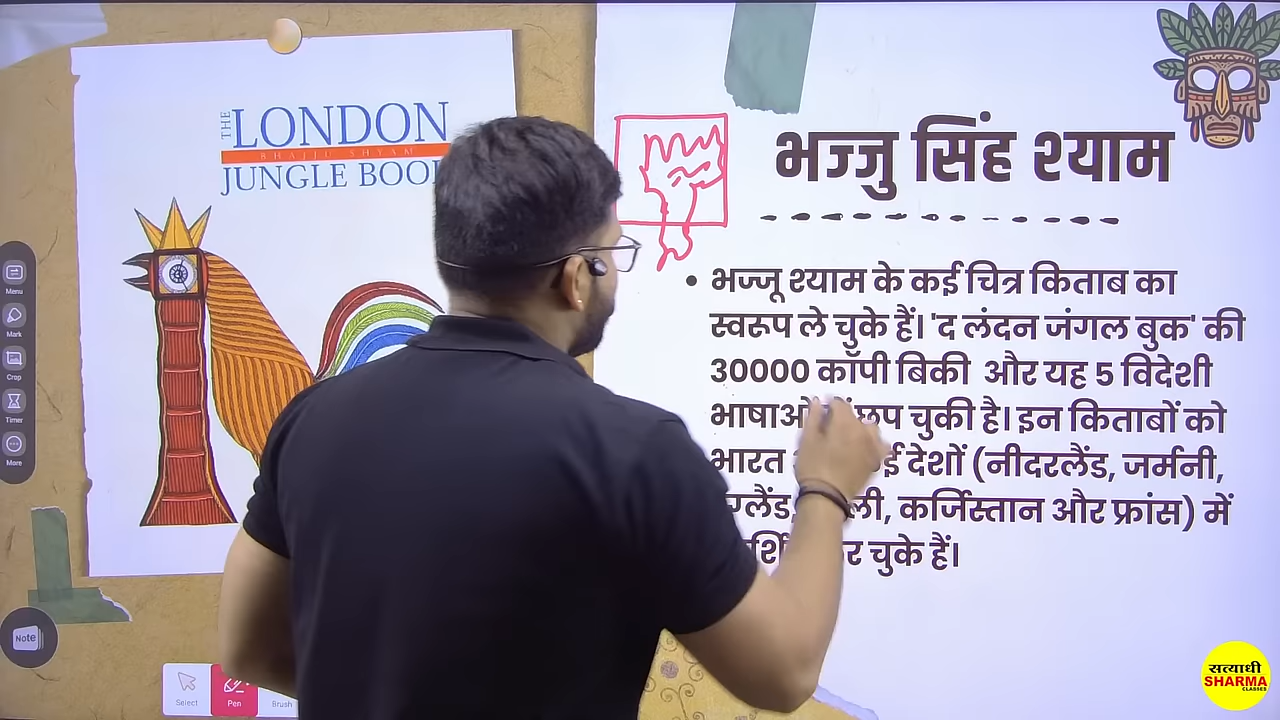 THE
LONDON
BHAJJU SHYAM
JUNGLE BOO
भज्जु सिंह श्याम
• भज्जू श्याम के कई चित्र किताब का
स्वरूप ले चुके हैं। 'द लंदन जंगल बुक' की
30000 कॉपी बिकी और यह 5 विदेशी
छप चुकी है। इन किताबों को
भारत देशों (नीदरलैंड, जर्मनी,
कर्जिस्तान और फ्रांस) में
चुके हैं।
Menu
Mark
Crop
Timer
More
Note
Select
Pen
Brush
सत्याधी
SHARMA
CLASSES